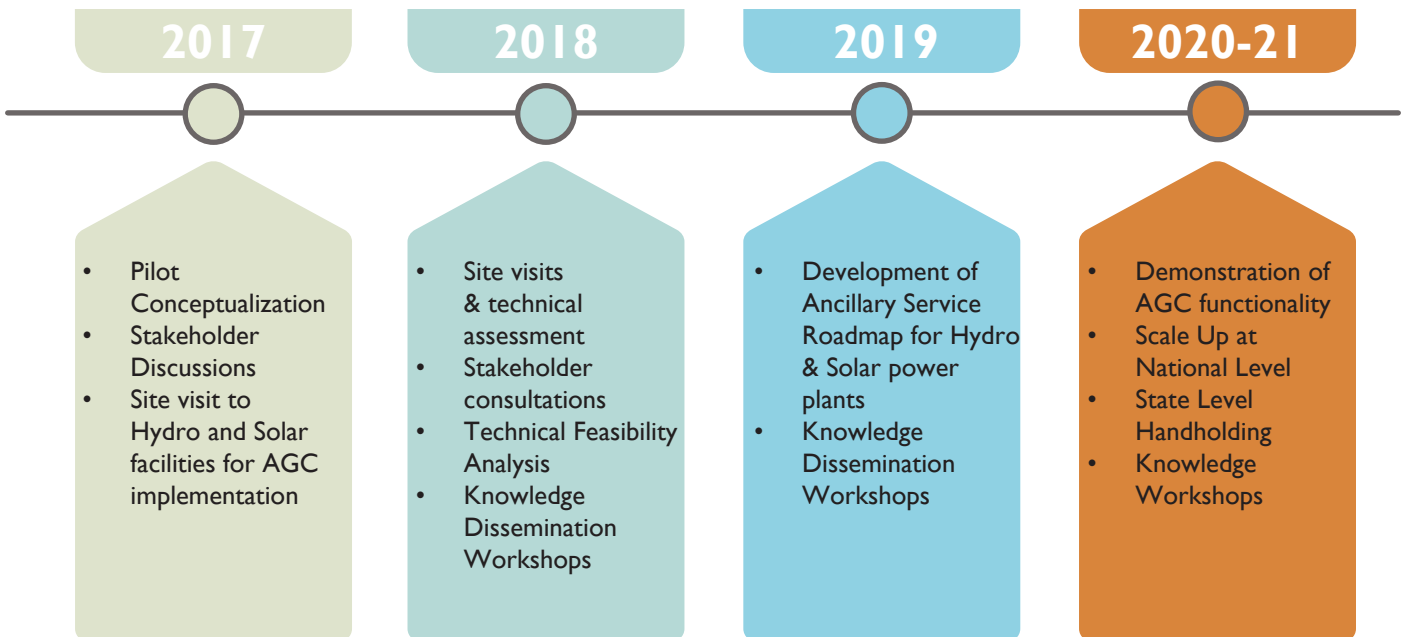 2017
2018
2019
2020-21
• Pilot
Conceptualization
• Stakeholder
Discussions
• Site visit to
Hydro and Solar
facilities for AGC
implementation
• Site visits
& technical
assessment
• Stakeholder
consultations
• Technical Feasibility
Analysis
• Knowledge
Dissemination
Workshops
• Development of
Ancillary Service
Roadmap for Hydro
& Solar power
plants
• Knowledge
Dissemination
Workshops
• Demonstration of
AGC functionality
• Scale Up at
National Level
• State Level
Handholding
• Knowledge
Workshops